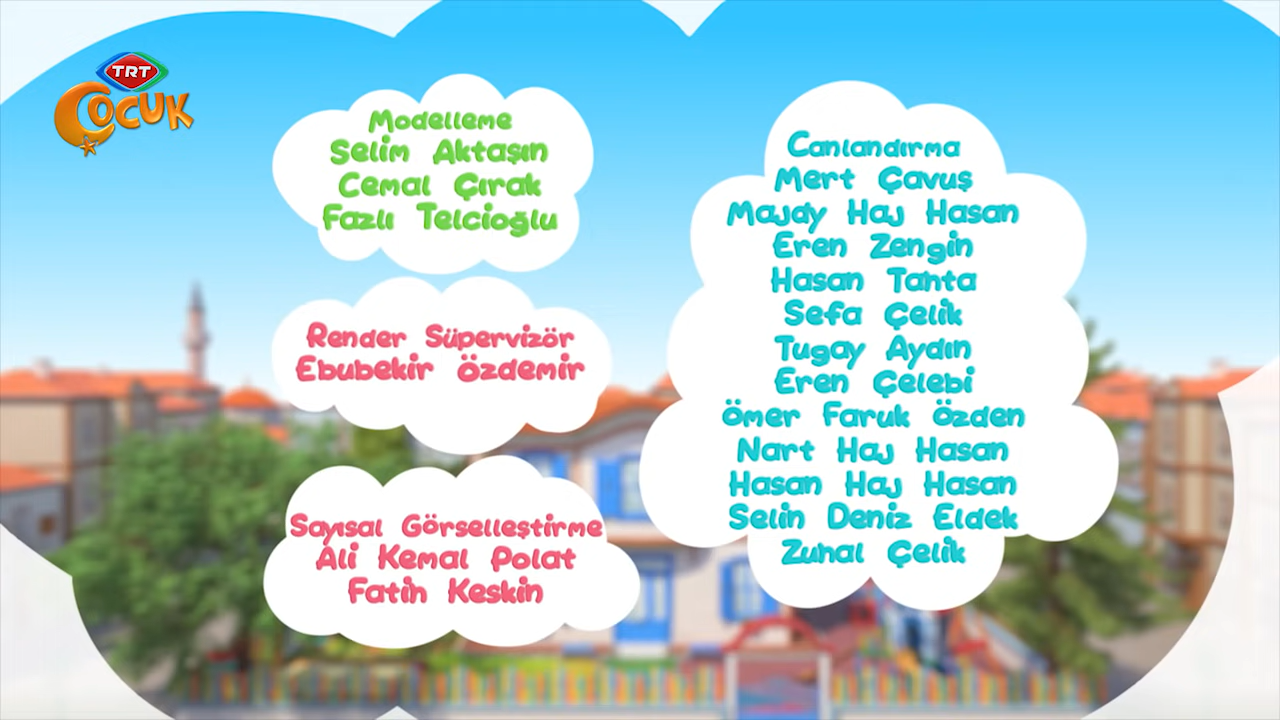 TRT
ÇOCUK
Modelleme
Selim Aktaşın
Cemal Çırak
Fazlı Telcioğlu
Render Süpervizör
Ebubekir Özdemir
Sayısal Görselleştirme
Ali Kemal Polat
Fatih Keskin
Canlandırma
Mert Çavuş
Majdy Haj Hasan
Eren Zengin
Hasan Tahta
Sefa Çelik
Tugay Aydın
Eren Çelebi
Ömer Faruk Özden
Nart Haj Hasan
Hasan Haj Hasan
Selin Deniz Eldek
Zuhal Çelik